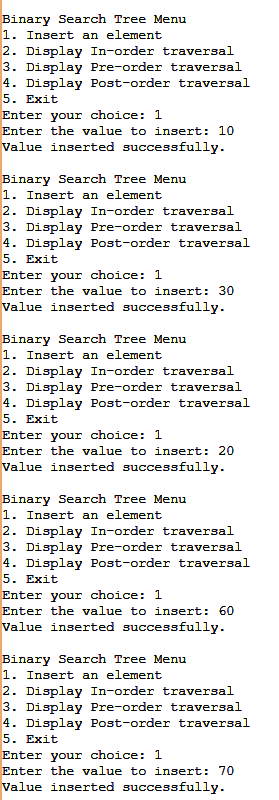 Binary Search Tree Menu
1. Insert an element
2. Display In-order traversal
3. Display Pre-order traversal
4. Display Post-order traversal
5. Exit
Enter your choice: 1
Enter the value to insert: 10
Value inserted successfully.

Binary Search Tree Menu
1. Insert an element
2. Display In-order traversal
3. Display Pre-order traversal
4. Display Post-order traversal
5. Exit
Enter your choice: 1
Enter the value to insert: 30
Value inserted successfully.

Binary Search Tree Menu
1. Insert an element
2. Display In-order traversal
3. Display Pre-order traversal
4. Display Post-order traversal
5. Exit
Enter your choice: 1
Enter the value to insert: 20
Value inserted successfully.

Binary Search Tree Menu
1. Insert an element
2. Display In-order traversal
3. Display Pre-order traversal
4. Display Post-order traversal
5. Exit
Enter your choice: 1
Enter the value to insert: 60
Value inserted successfully.

Binary Search Tree Menu
1. Insert an element
2. Display In-order traversal
3. Display Pre-order traversal
4. Display Post-order traversal
5. Exit
Enter your choice: 1
Enter the value to insert: 70
Value inserted successfully.